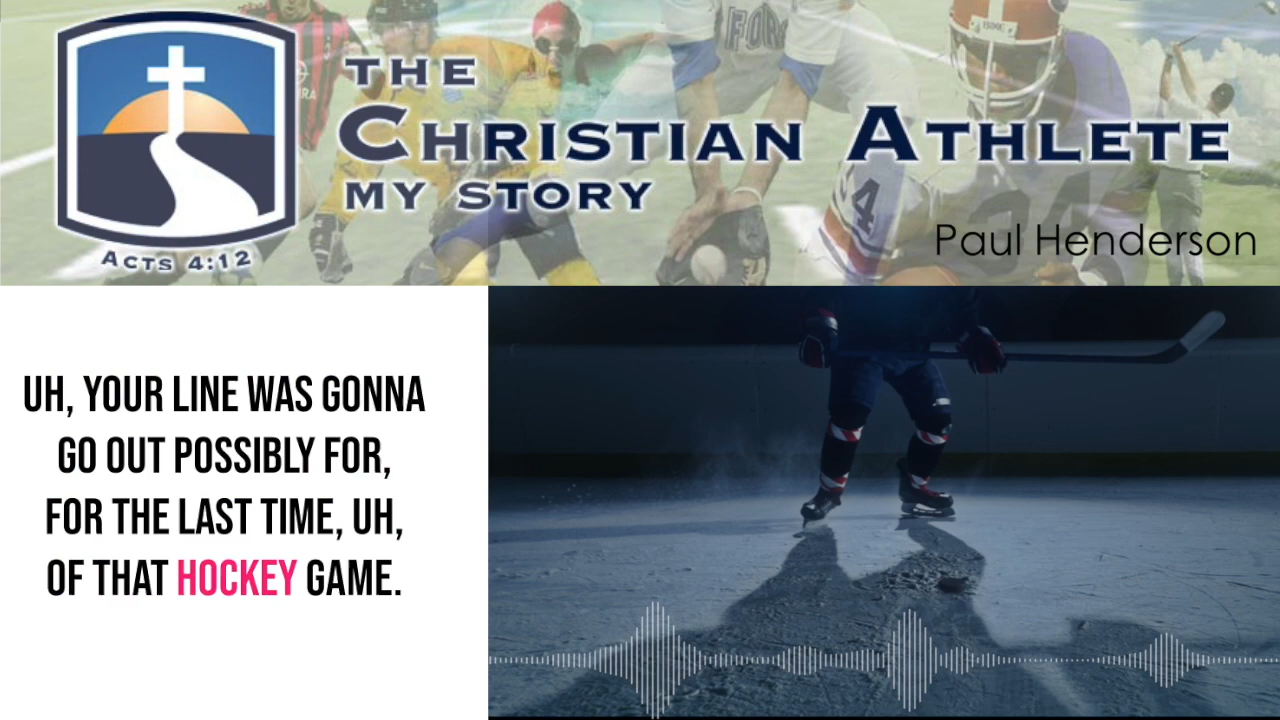 THE
CHRISTIAN ATHLETE
MY STORY
ACTS 4:12
Paul Henderson
UH, YOUR LINE WAS GONNA
GO OUT POSSIBLY FOR,
FOR THE LAST TIME, UH,
OF THAT HOCKEY GAME.